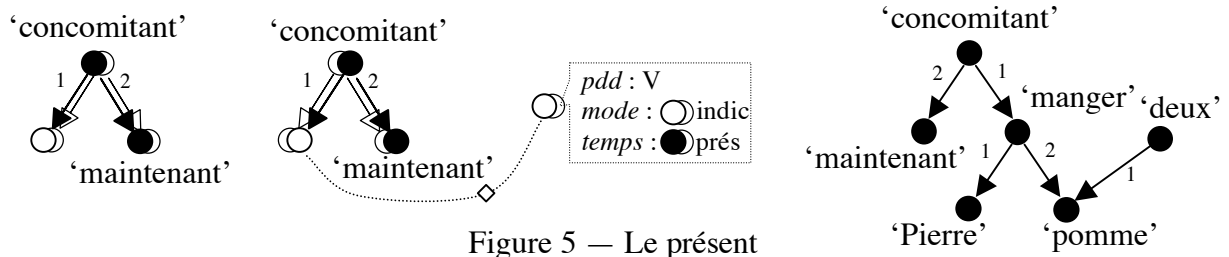 ‘concomitant’
1
2
‘maintenant’
‘concomitant’
1
2
‘maintenant’
pdd : V
mode : indic
temps : prés
‘concomitant’
2
1
‘manger’
‘deux’
‘maintenant’
1
2
1
‘Pierre’
‘pomme’
Figure 5 — Le présent